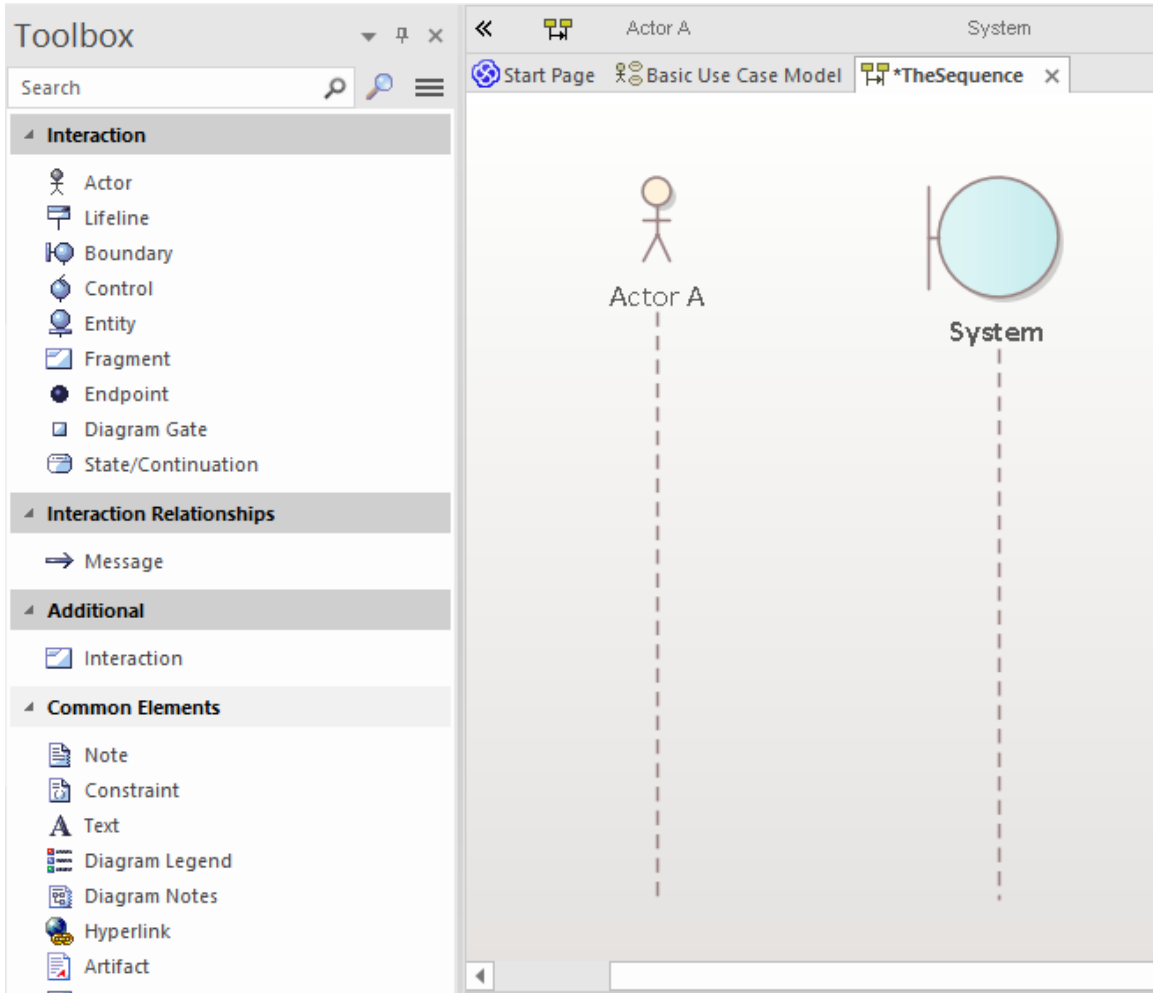 Toolbox
Search
Interaction
Actor
Lifeline
Boundary
Control
Entity
Fragment
Endpoint
Diagram Gate
State/Continuation
Interaction Relationships
Message
Additional
Interaction
Common Elements
Note
Constraint
A Text
Diagram Legend
Diagram Notes
Hyperlink
Artifact
Actor A System
Start Page Basic Use Case Model *TheSequence
Actor A
System